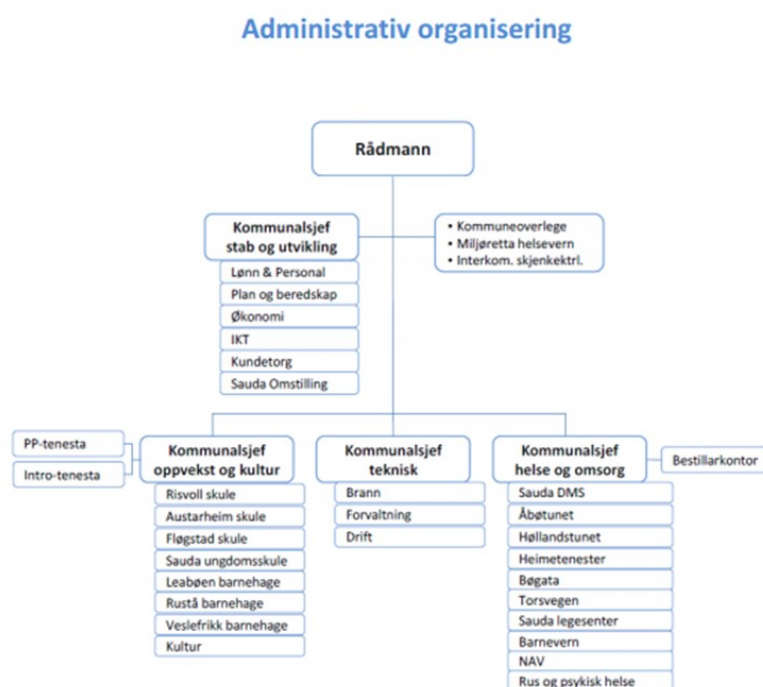 Administrativ organisering
Rådmann
Kommunalsjef
stab og utvikling
• Kommuneoverlege
• Miljøretta helsevern
• Interkom. skjenkektrl.
Lønn & Personal
Plan og beredskap
Økonomi
IKT
Kundetorg
Sauda Omstilling
PP-tenesta
Intro-tenesta
Kommunalsjef
oppvekst og kultur
Risvoll skule
Austarheim skule
Fløgstad skule
Sauda ungdomsskule
Leabøen barnehage
Rustå barnehage
Veslefrikk barnehage
Kultur
Kommunalsjef
teknisk
Brann
Forvaltning
Drift
Kommunalsjef
helse og omsorg
Bestillarkontor
Sauda DMS
Åbøtunet
Høllandstunet
Heimetenester
Bøgata
Torsvegen
Sauda legesenter
Barnevern
NAV
Rus og psykisk helse